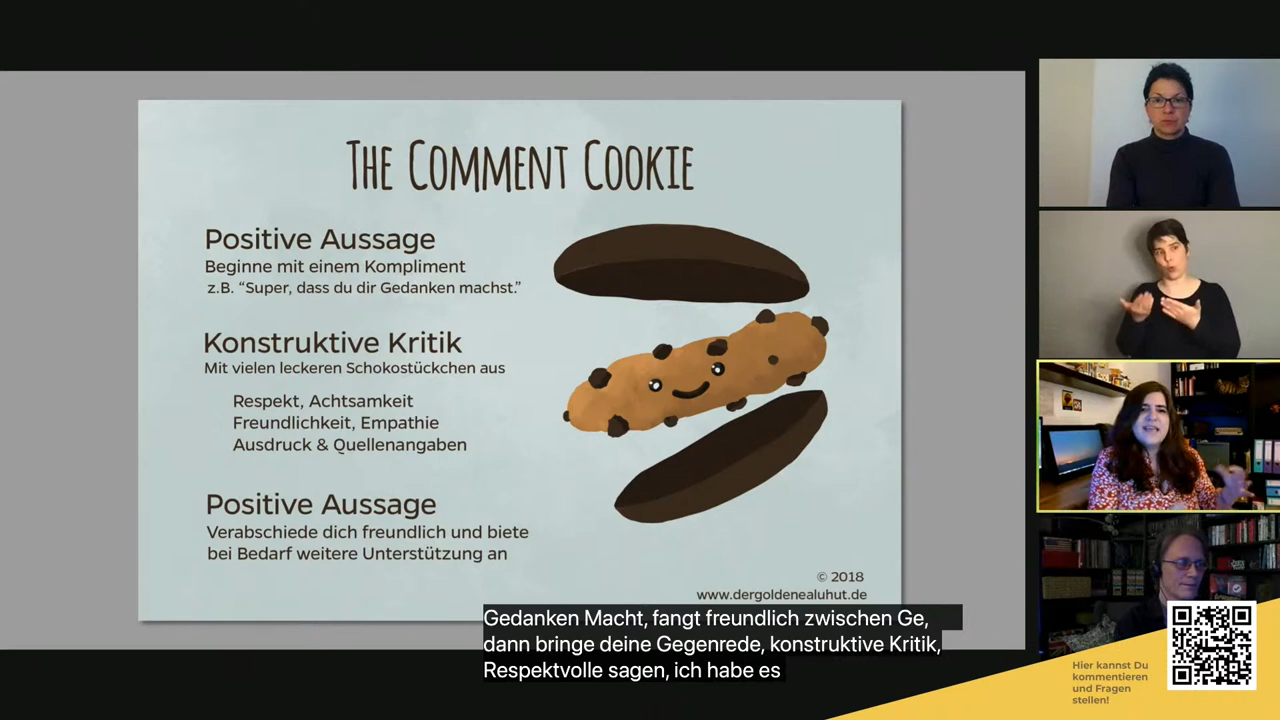 The Comment Cookie
Positive Aussage
Beginne mit einem Kompliment
z.B. “Super, dass du dir Gedanken machst.”
Konstruktive Kritik
Mit vielen leckeren Schokostückchen aus
Respekt, Achtsamkeit
Freundlichkeit, Empathie
Ausdruck & Quellenangaben
Positive Aussage
Verabschiede dich freundlich und biete
bei Bedarf weitere Unterstützung an
© 2018
www.dergoldenealuhut.de
Gedanken Macht, fangt freundlich zwischen Ge,
dann bringe deine Gegenrede, konstruktive Kritik,
Respektvolle sagen, ich habe es
Hier kannst Du
kommentieren
und Fragen
stellen!